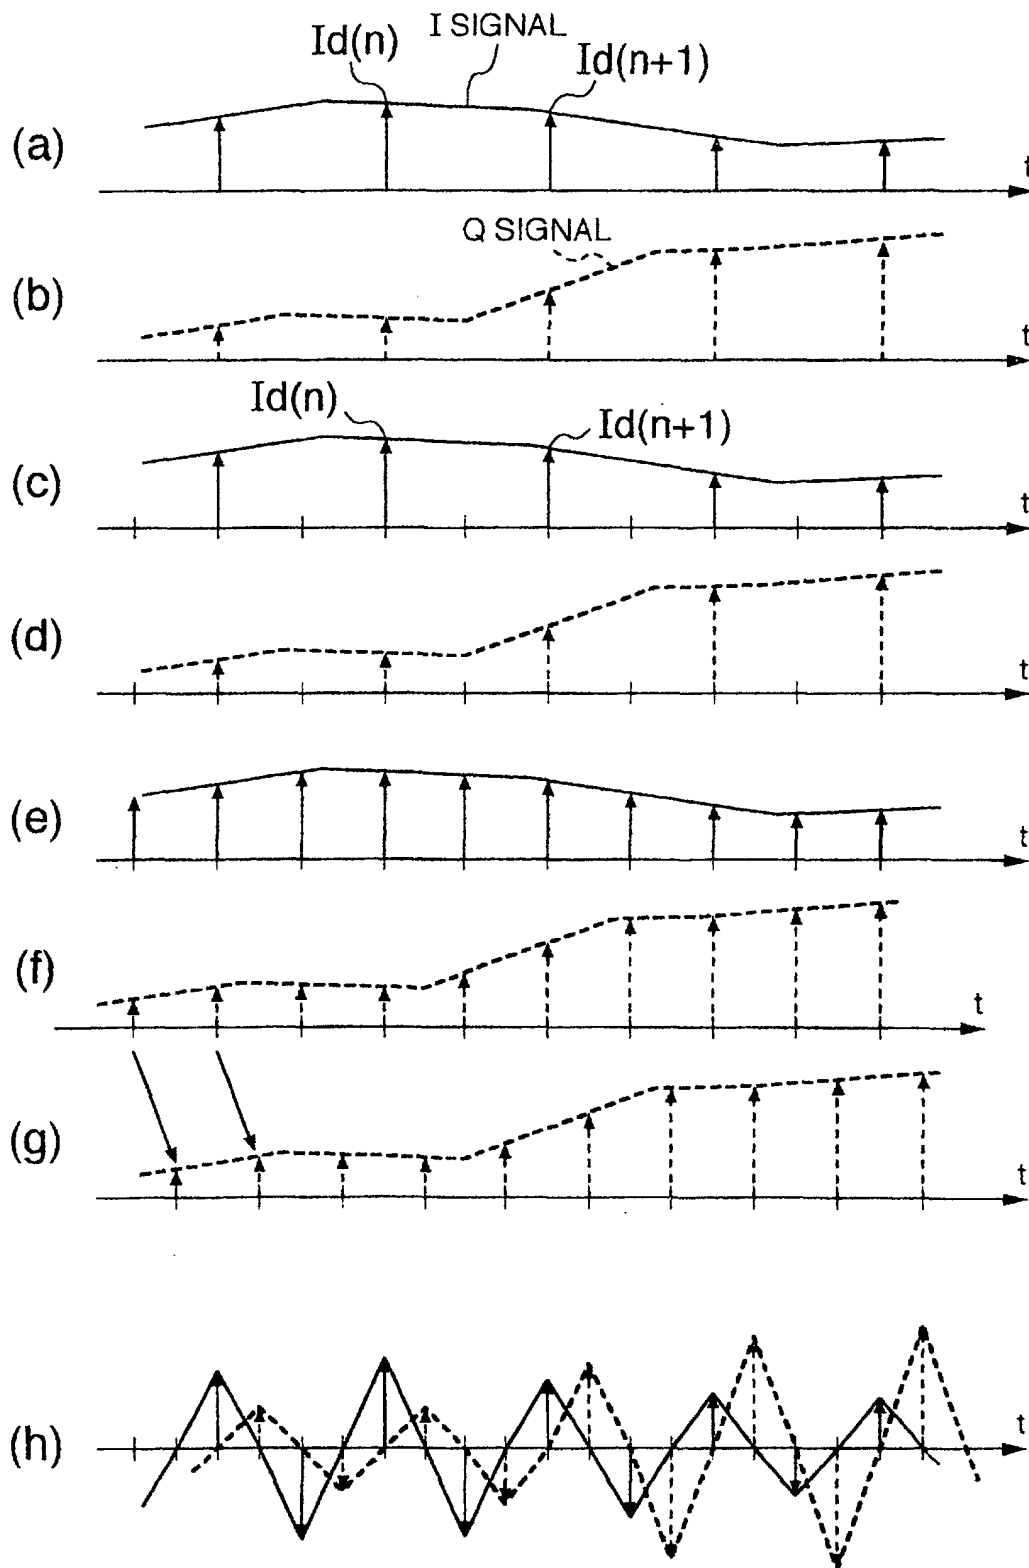 I SIGNAL
Id(n)
Id(n+1)
(a)
t
Q SIGNAL
(b)
t
Id(n)
Id(n+1)
(c)
t
(d)
t
(e)
t
(f)
t
(g)
t
(h)
t